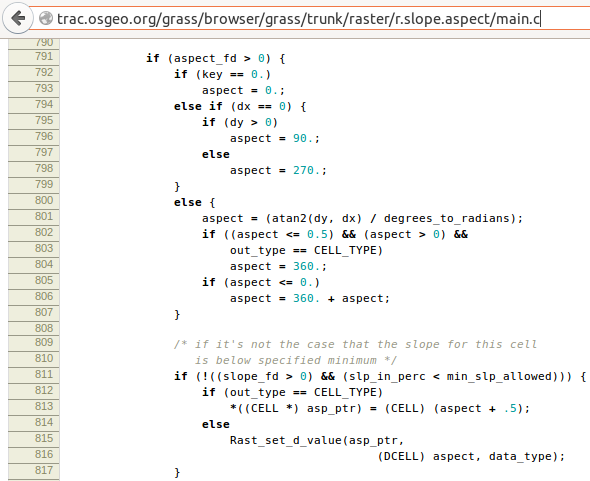 trac.osgeo.org/grass/browser/grass/trunk/raster/r.slope.aspect/main.c
790
791 if (aspect_fd > 0) {
792 if (key == 0.)
793 aspect = 0.;
794 else if (dx == 0) {
795 if (dy > 0)
796 aspect = 90.;
797 else
798 aspect = 270.;
799 }
800 else {
801 aspect = (atan2(dy, dx) / degrees_to_radians);
802 if ((aspect <= 0.5) && (aspect > 0) &&
803 out_type == CELL_TYPE)
804 aspect = 360.;
805 if (aspect <= 0.)
806 aspect = 360. + aspect;
807 }
808
809 /* if it's not the case that the slope for this cell
810 is below specified minimum */
811 if (!((slope_fd > 0) && (slp_in_perc < min_slp_allowed))) {
812 if (out_type == CELL_TYPE)
813 *((CELL *) asp_ptr) = (CELL) (aspect + .5);
814 else
815 Rast_set_d_value(asp_ptr,
816 (DCELL) aspect, data_type);
817 }